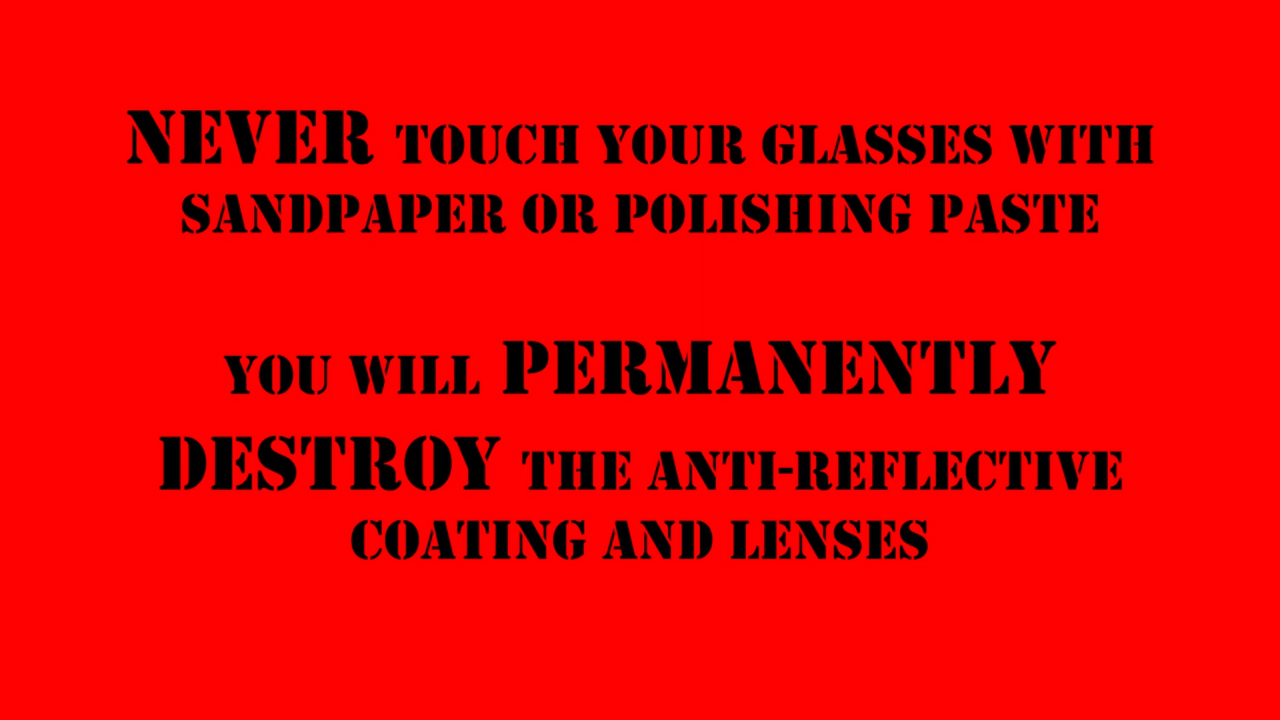 NEVER TOUCH YOUR GLASSES WITH
SANDPAPER OR POLISHING PASTE
YOU WILL PERMANENTLY
DESTROY THE ANTI-REFLECTIVE
COATING AND LENSES